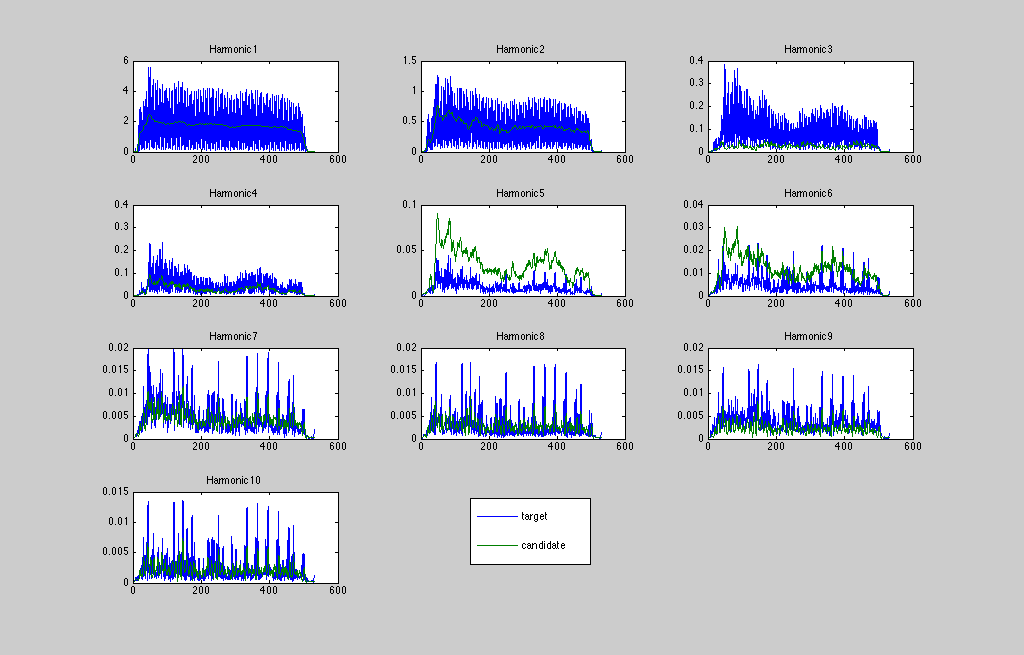 Harmonic1 Harmonic2 Harmonic3
6 1.5 0.4
4 1 0.3
0.2
2 0.5 0.1
0 0 0
0 200 400 600 0 200 400 600 0 200 400 600
Harmonic4 Harmonic5 Harmonic6
0.4 0.1 0.04
0.3 0.03
0.2 0.05 0.02
0.1 0.01
0 0 0
0 200 400 600 0 200 400 600 0 200 400 600
Harmonic7 Harmonic8 Harmonic9
0.02 0.02 0.02
0.015 0.015 0.015
0.01 0.01 0.01
0.005 0.005 0.005
0 0 0
0 200 400 600 0 200 400 600 0 200 400 600
Harmonic10
0.015
0.01
0.005
0
0 200 400 600
target
candidate